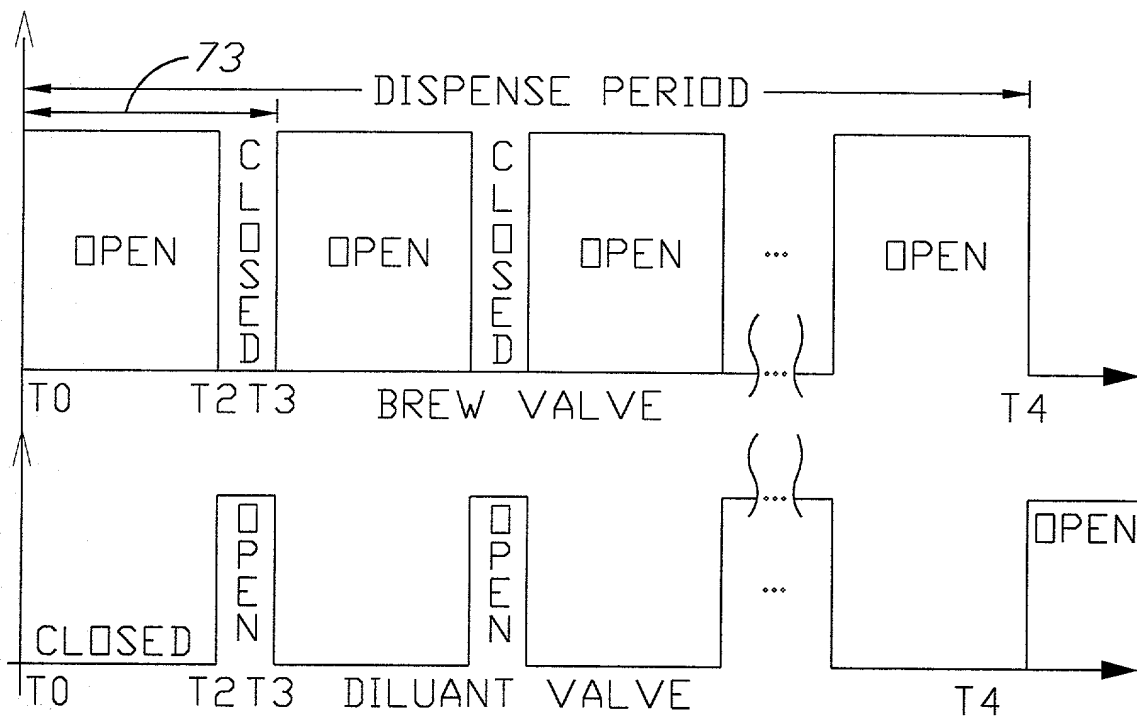 73
DISPENSE PERIOD
OPEN CLOSED OPEN CLOSED OPEN ... OPEN
...
T0 T2 T3 BREW VALVE T4
...
OPEN OPEN ... OPEN
CLOSED
T0 T2 T3 DILUANT VALVE T4